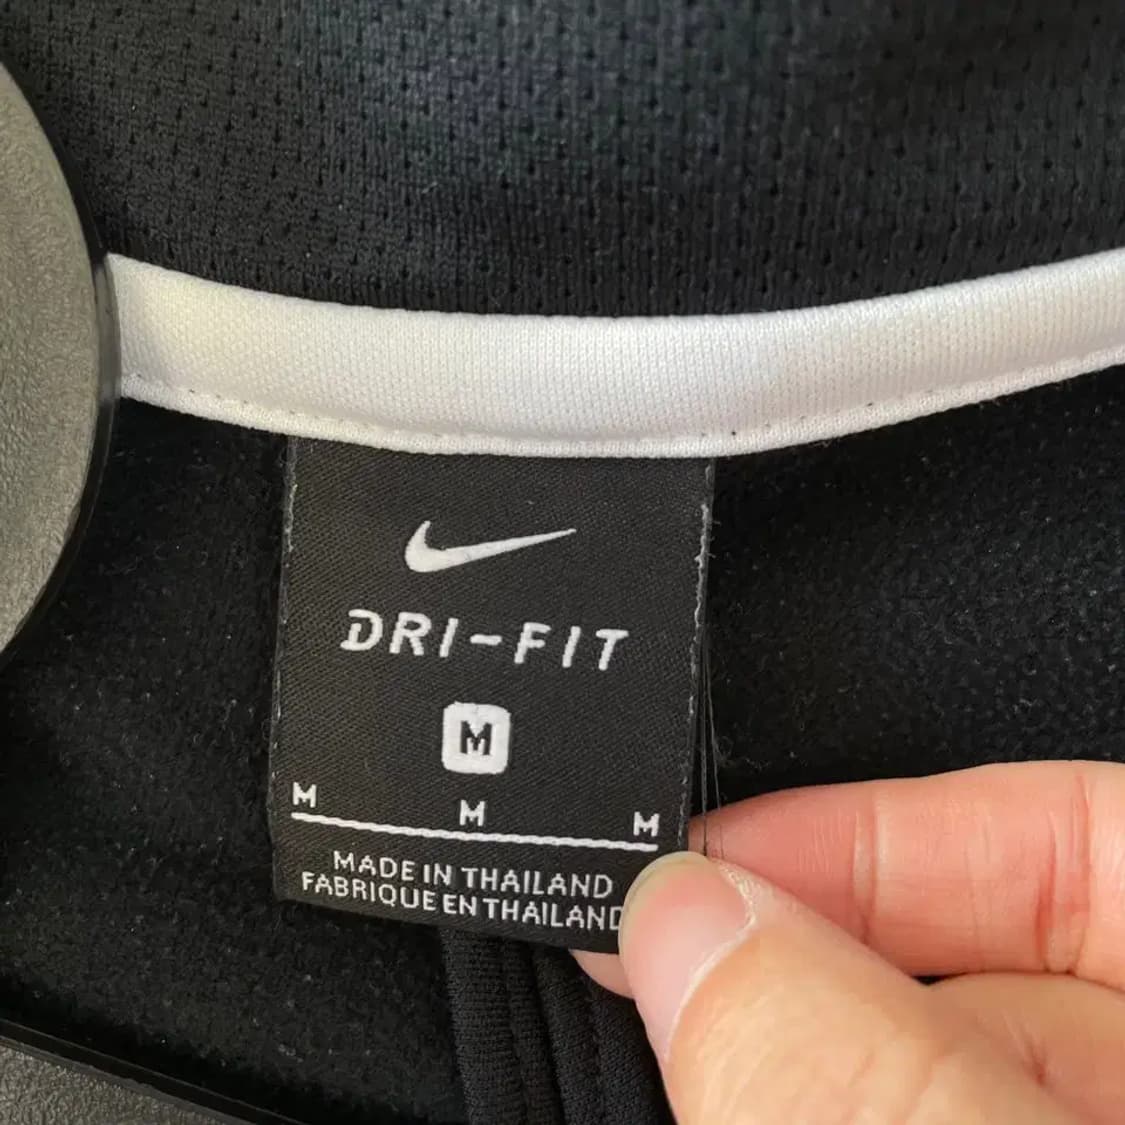 DRI-FIT
M
M M M
MADE IN THAILAND
FABRIQUE EN THAILAND